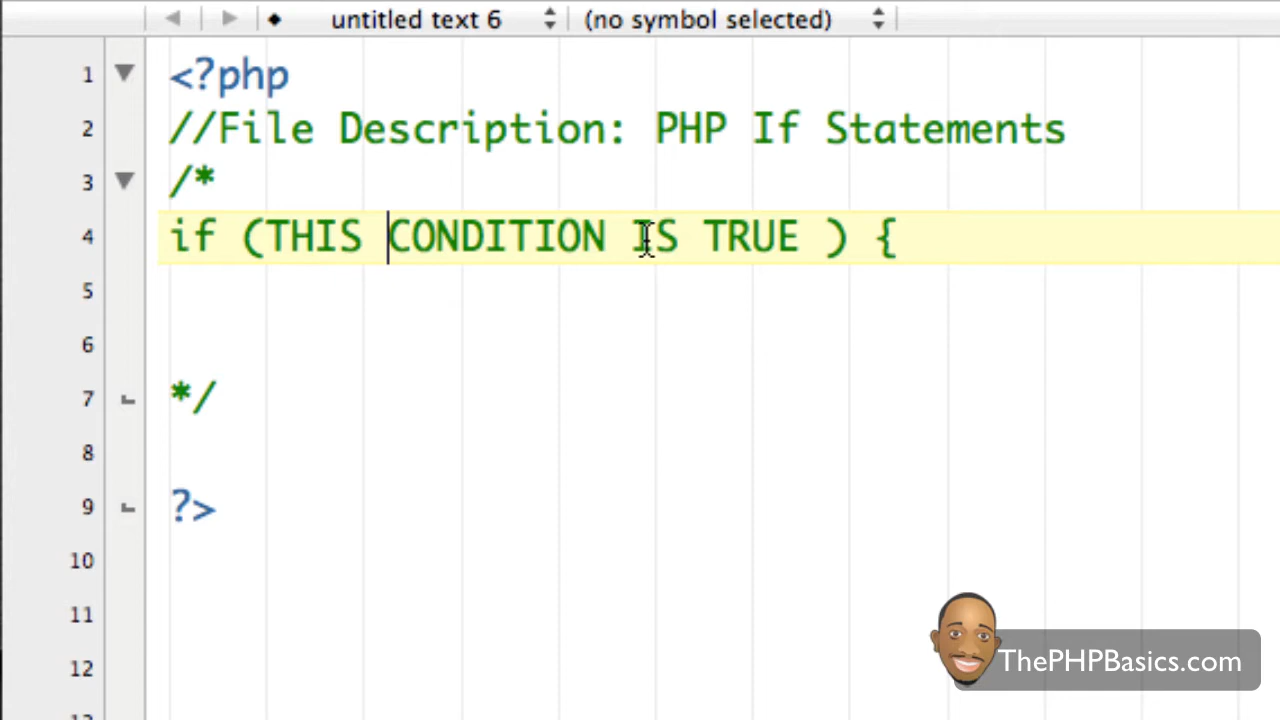 untitled text 6 (no symbol selected)
1 <?php
2 //File Description: PHP If Statements
3 /*
4 if (THIS CONDITION IS TRUE ) {
5
6
7 */
8
9 ?>
10
11
12
ThePHPBasics.com